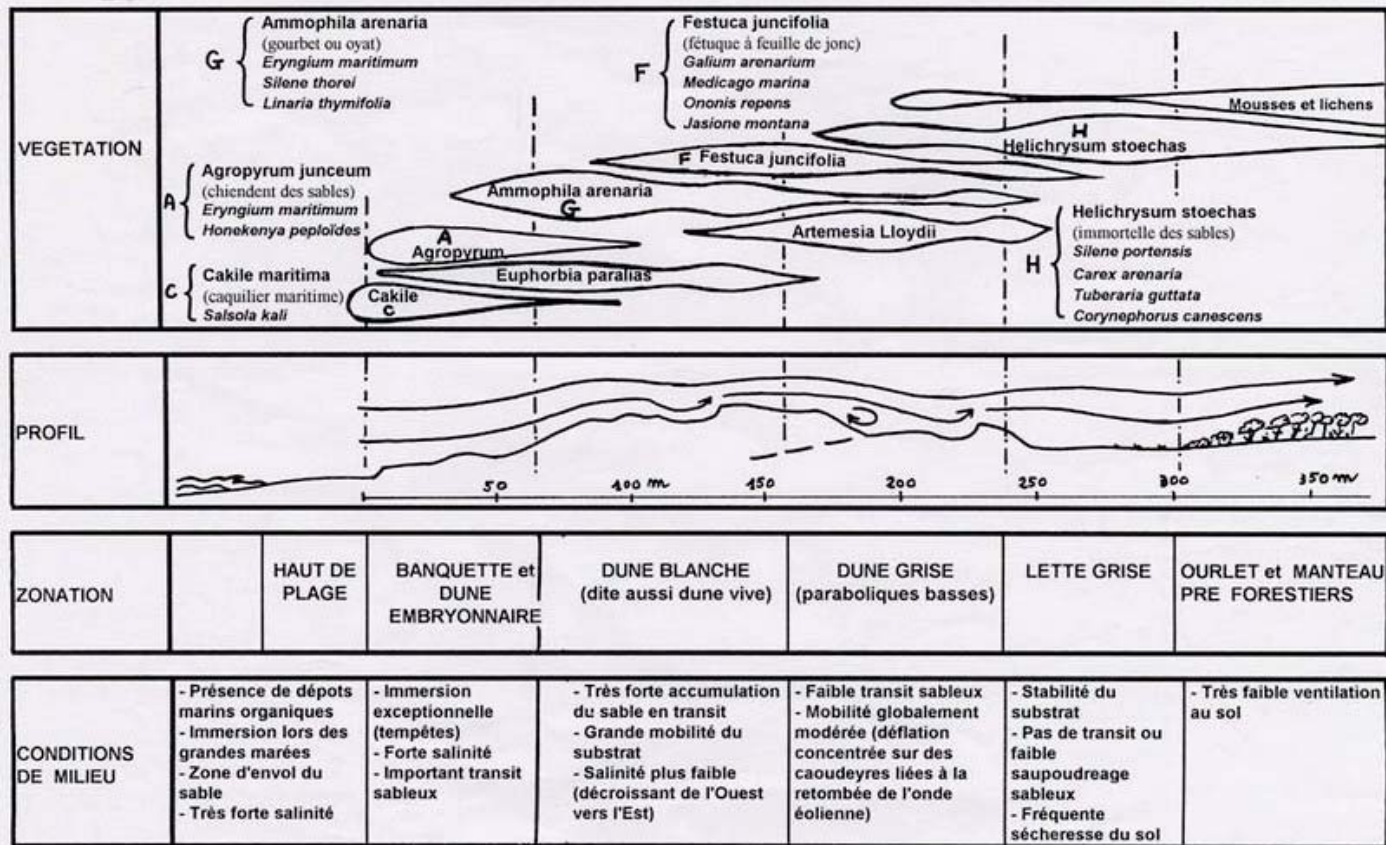 VEGETATION
G
Ammophila arenaria
(gourbet ou oyat)
Eryngium maritimum
Silene thorei
Linaria thymifolia
F
Festuca juncifolia
(fétuque à feuille de jonc)
Galium arenarium
Medicago marina
Ononis repens
Jasione montana
A
Agropyrum junceum
(chiendent des sables)
Eryngium maritimum
Honekenya peploïdes
C
Cakile maritima
(caquilier maritime)
Salsola kali
Mousses et lichens
H
Helichrysum stoechas
F Festuca juncifolia
Ammophila arenaria
G
Artemesia Lloydii
A
Agropyrum
Euphorbia paralias
Cakile
C
H
Helichrysum stoechas
(immortelle des sables)
Silene portensis
Carex arenaria
Tuberaria guttata
Corynephorus canescens
PROFIL
50 100 m 150 200 250 300 350 m
ZONATION
HAUT DE
PLAGE
BANQUETTE et
DUNE
EMBRYONNAIRE
DUNE BLANCHE
(dite aussi dune vive)
DUNE GRISE
(paraboliques basses)
LETTE GRISE
OURLET et MANTEAU
PRE FORESTIERS
CONDITIONS
DE MILIEU
- Présence de dépots
marins organiques
- Immersion lors des
grandes marées
- Zone d'envol du
sable
- Très forte salinité
- Immersion
exceptionnelle
(tempêtes)
- Forte salinité
- Important transit
sableux
- Très forte accumulation
du sable en transit
- Grande mobilité du
substrat
- Salinité plus faible
(décroissant de l'Ouest
vers l'Est)
- Faible transit sableux
- Mobilité globalement
modérée (déflation
concentrée sur des
caoudeyres liées à la
retombée de l'onde
éolienne)
- Stabilité du
substrat
- Pas de transit ou
faible
saupoudreage
sableux
- Fréquente
sécheresse du sol
- Très faible ventilation
au sol